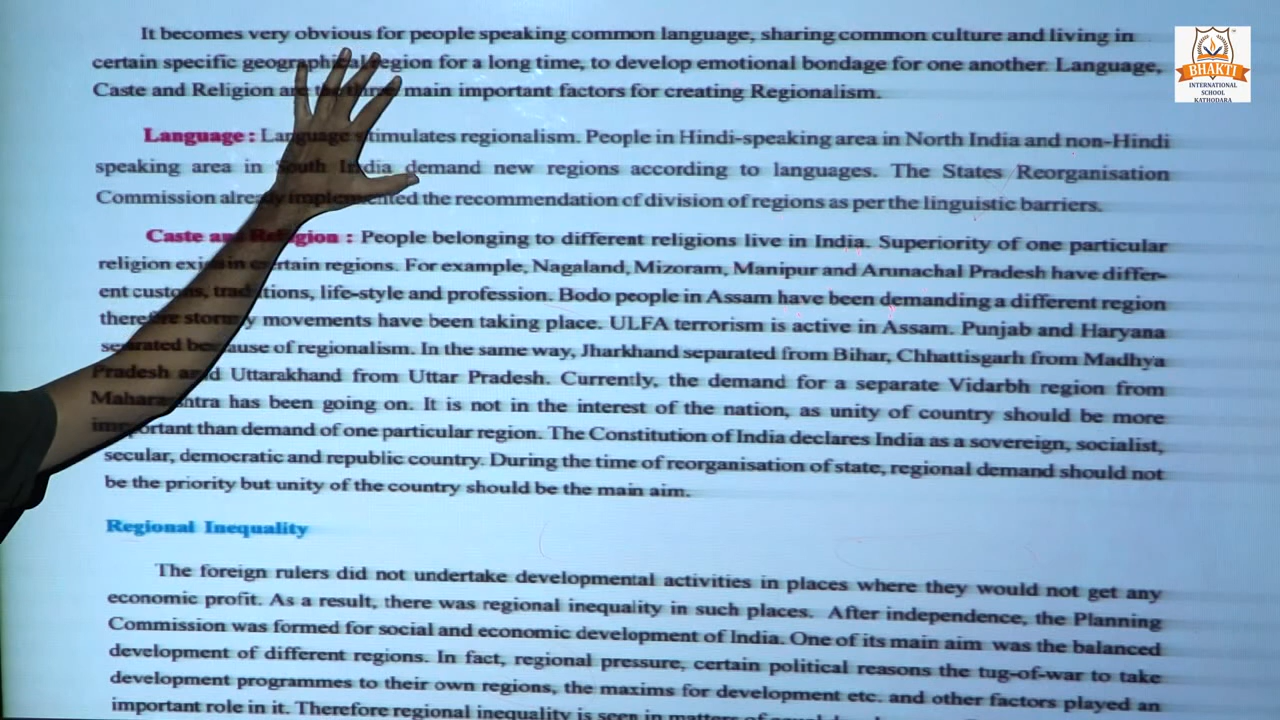 It becomes very obvious for people speaking common language, sharing common culture and living in
certain specific geographical region for a long time, to develop emotional bondage for one another. Language,
Caste and Religion are the three main important factors for creating Regionalism.
Language : Language stimulates regionalism. People in Hindi-speaking area in North India and non-Hindi
speaking area in South India demand new regions according to languages. The States Reorganisation
Commission already implemented the recommendation of division of regions as per the linguistic barriers.
Caste and Religion : People belonging to different religions live in India. Superiority of one particular
religion exist in certain regions. For example, Nagaland, Mizoram, Manipur and Arunachal Pradesh have differ-
ent customs, traditions, life-style and profession. Bodo people in Assam have been demanding a different region
therefore stormy movements have been taking place. ULFA terrorism is active in Assam. Punjab and Haryana
separated because of regionalism. In the same way, Jharkhand separated from Bihar, Chhattisgarh from Madhya
Pradesh and Uttarakhand from Uttar Pradesh. Currently, the demand for a separate Vidarbh region from
Maharashtra has been going on. It is not in the interest of the nation, as unity of country should be more
important than demand of one particular region. The Constitution of India declares India as a sovereign, socialist,
secular, democratic and republic country. During the time of reorganisation of state, regional demand should not
be the priority but unity of the country should be the main aim.
Regional Inequality
The foreign rulers did not undertake developmental activities in places where they would not get any
economic profit. As a result, there was regional inequality in such places. After independence, the Planning
Commission was formed for social and economic development of India. One of its main aim was the balanced
development of different regions. In fact, regional pressure, certain political reasons the tug-of-war to take
development programmes to their own regions, the maxims for development etc. and other factors played an
important role in it. Therefore regional inequality is seen in matters of
BHAKTI
INTERNATIONAL
SCHOOL
KATHODARA